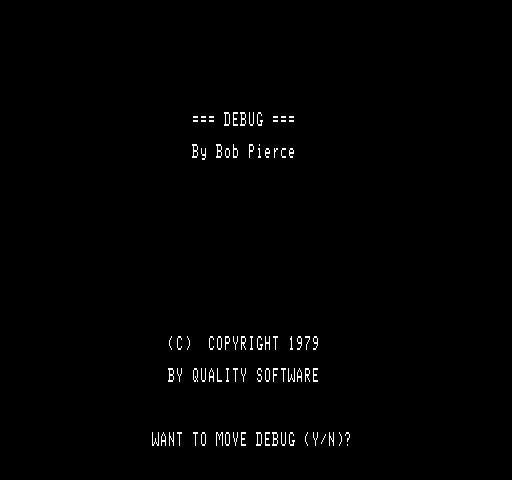 === DEBUG ===
By Bob Pierce
(C)  COPYRIGHT 1979
BY QUALITY SOFTWARE
WANT TO MOVE DEBUG (Y/N)?